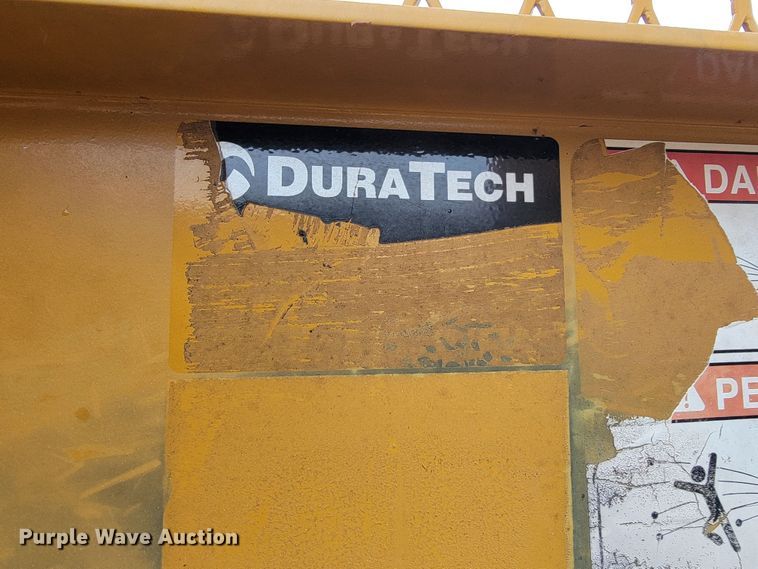 DURATECH
DA
PE
Purple Wave Auction